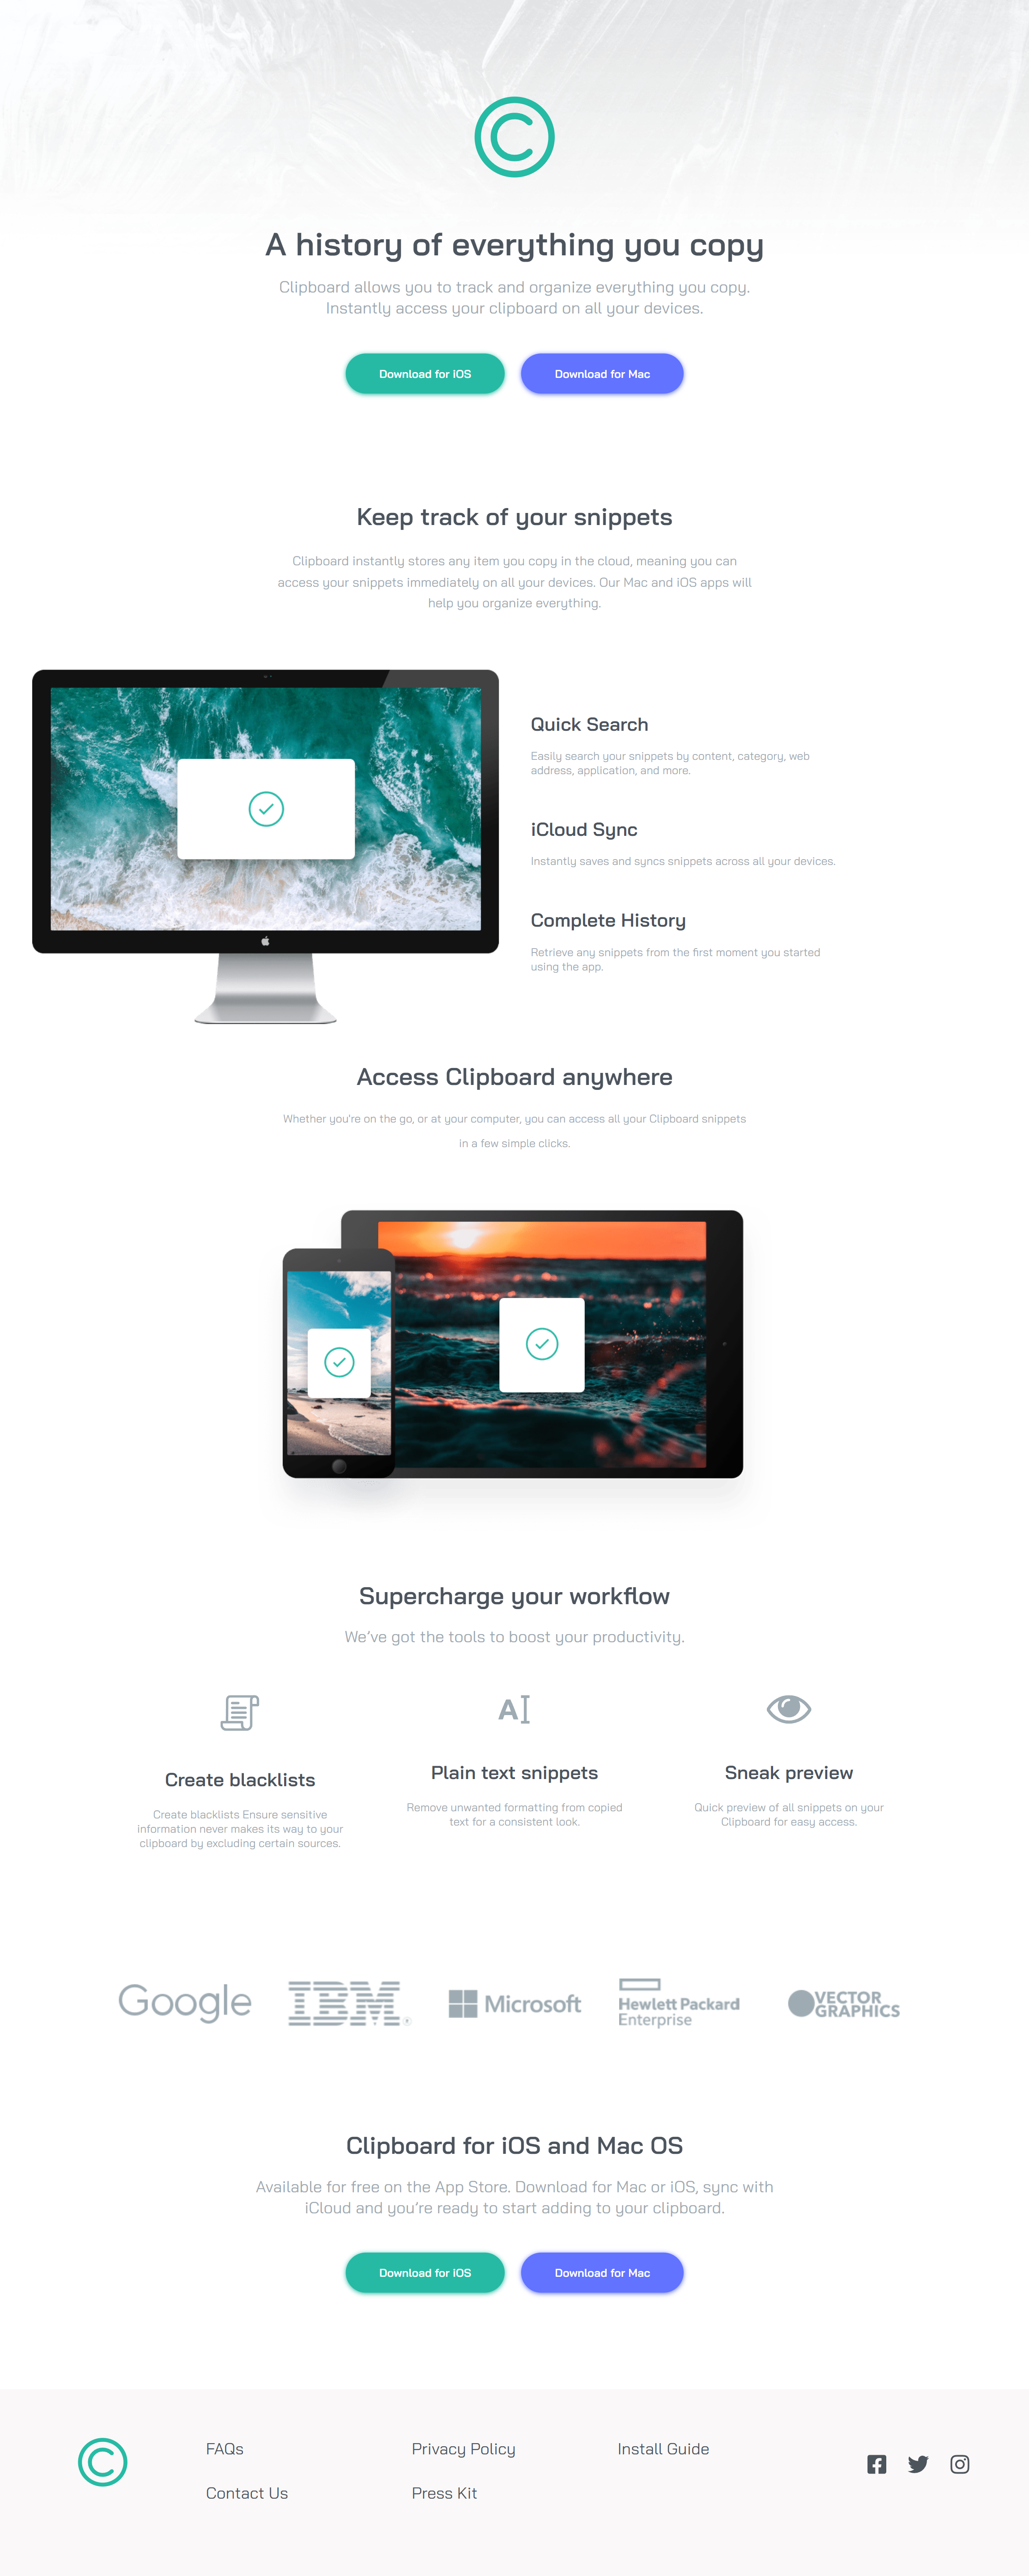 A history of everything you copy
Clipboard allows you to track and organize everything you copy.
Instantly access your clipboard on all your devices.
Download for iOS
Download for Mac
Keep track of your snippets
Clipboard instantly stores any item you copy in the cloud, meaning you can
access your snippets immediately on all your devices. Our Mac and iOS apps will
help you organize everything.
Quick Search
Easily search your snippets by content, category, web
address, application, and more.
iCloud Sync
Instantly saves and syncs snippets across all your devices.
Complete History
Retrieve any snippets from the first moment you started
using the app.
Access Clipboard anywhere
Whether you're on the go, or at your computer, you can access all your Clipboard snippets
in a few simple clicks.
Supercharge your workflow
We’ve got the tools to boost your productivity.
Create blacklists
Create blacklists Ensure sensitive
information never makes its way to your
clipboard by excluding certain sources.
Plain text snippets
Remove unwanted formatting from copied
text for a consistent look.
Sneak preview
Quick preview of all snippets on your
Clipboard for easy access.
Google
IBM
Microsoft
Hewlett Packard
Enterprise
VECTOR
GRAPHICS
Clipboard for iOS and Mac OS
Available for free on the App Store. Download for Mac or iOS, sync with
iCloud and you’re ready to start adding to your clipboard.
Download for iOS
Download for Mac
FAQs
Contact Us
Privacy Policy
Press Kit
Install Guide